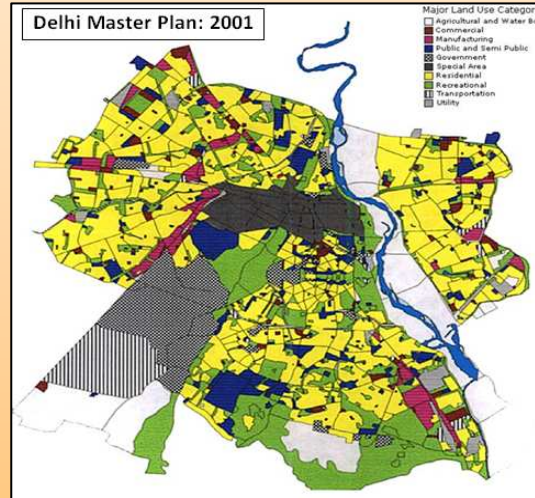 Delhi Master Plan: 2001
Major Land Use Categor
Agricultural and Water Bo
Commercial
Manufacturing
Public and Semi Public
Government
Special Area
Residential
Recreational
Transportation
Utility